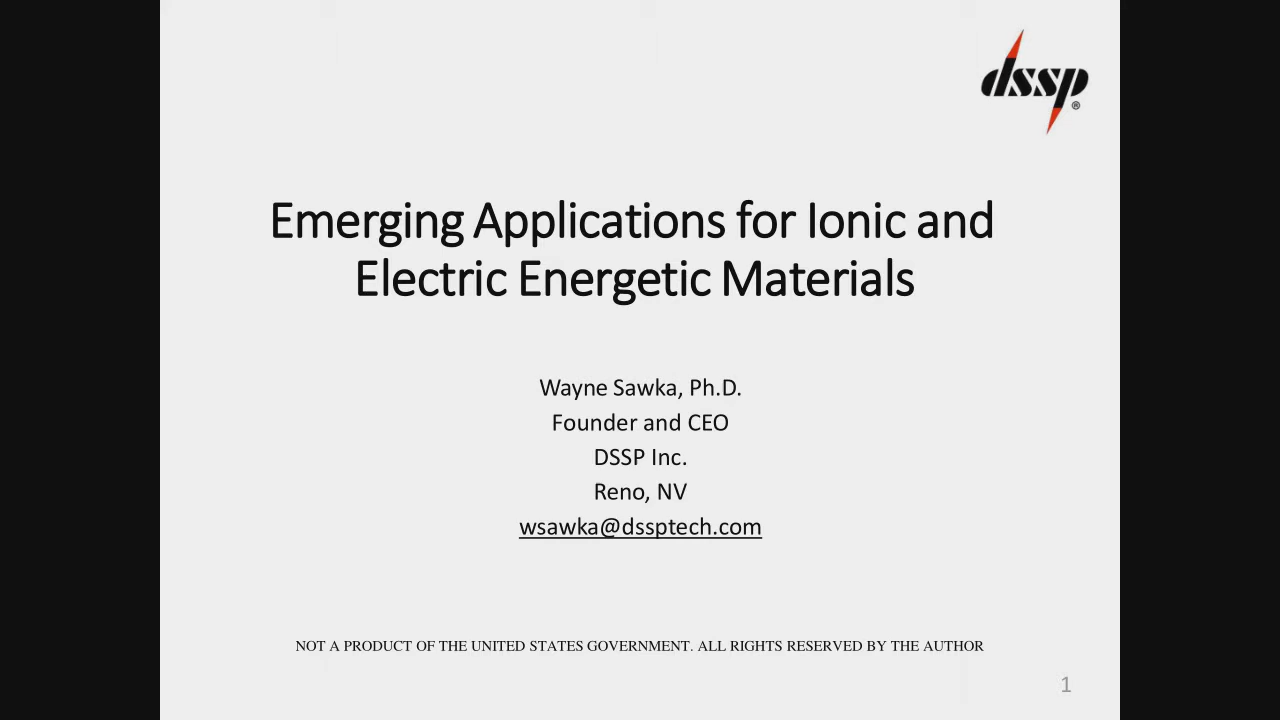 dssp®
Emerging Applications for Ionic and
Electric Energetic Materials
Wayne Sawka, Ph.D.
Founder and CEO
DSSP Inc.
Reno, NV
wsawka@dssptech.com
NOT A PRODUCT OF THE UNITED STATES GOVERNMENT. ALL RIGHTS RESERVED BY THE AUTHOR
1